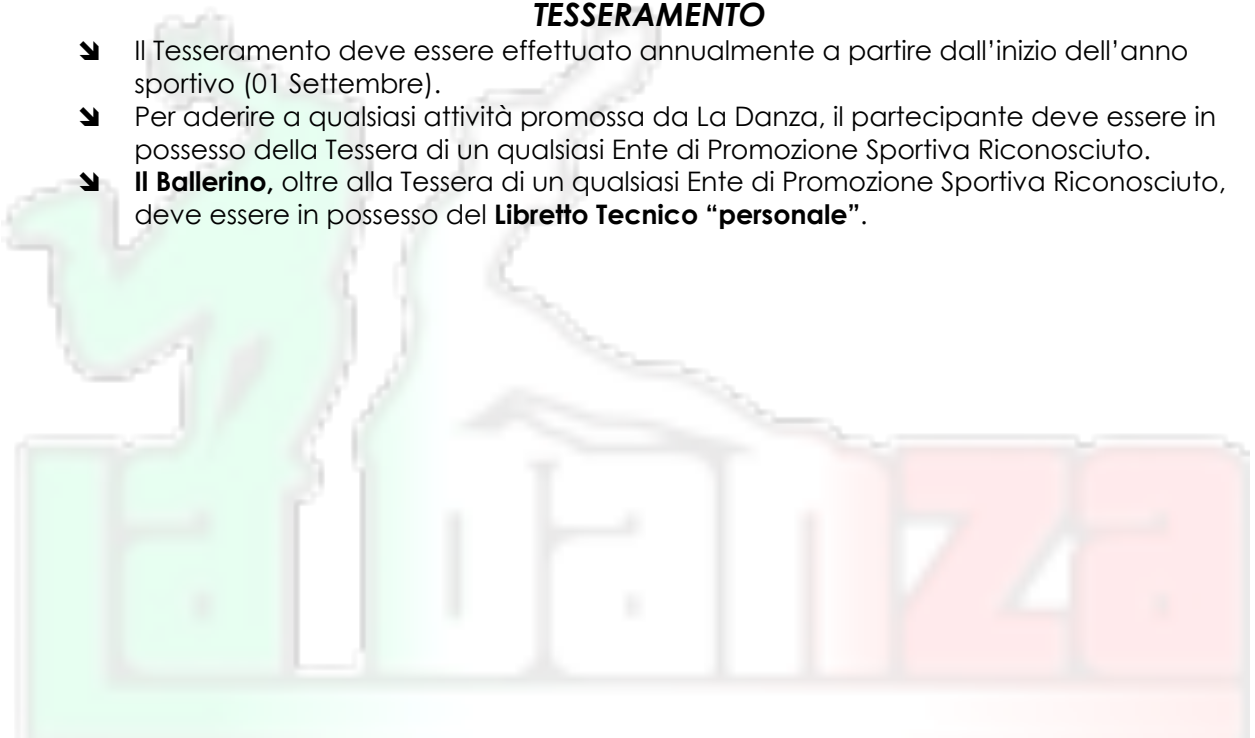 TESSERAMENTO
Il Tesseramento deve essere effettuato annualmente a partire dall’inizio dell’anno
sportivo (01 Settembre).
Per aderire a qualsiasi attività promossa da La Danza, il partecipante deve essere in
possesso della Tessera di un qualsiasi Ente di Promozione Sportiva Riconosciuto.
Il Ballerino, oltre alla Tessera di un qualsiasi Ente di Promozione Sportiva Riconosciuto,
deve essere in possesso del Libretto Tecnico “personale”.
La Danza